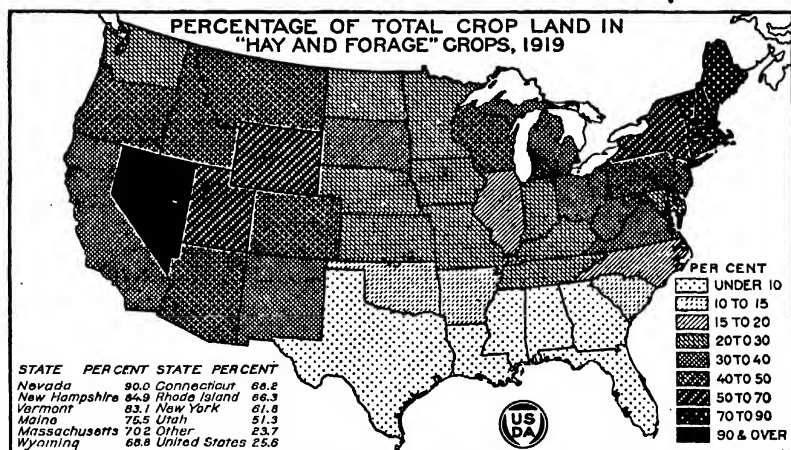 PERCENTAGE OF TOTAL CROP LAND IN
"HAY AND FORAGE" CROPS, 1919
PER CENT
UNDER 10
10 TO 15
15 TO 20
20 TO 30
30 TO 40
40 TO 50
50 TO 70
70 TO 90
90 & OVER
STATE PER CENT STATE PER CENT
Nevada 90.0 Connecticut 68.2
New Hampshire 84.9 Rhode Island 66.3
Vermont 83.1 New York 61.8
Maine 75.5 Utah 51.3
Massachusetts 70.2 Other 23.7
Wyoming 68.8 United States 25.6
US
DA